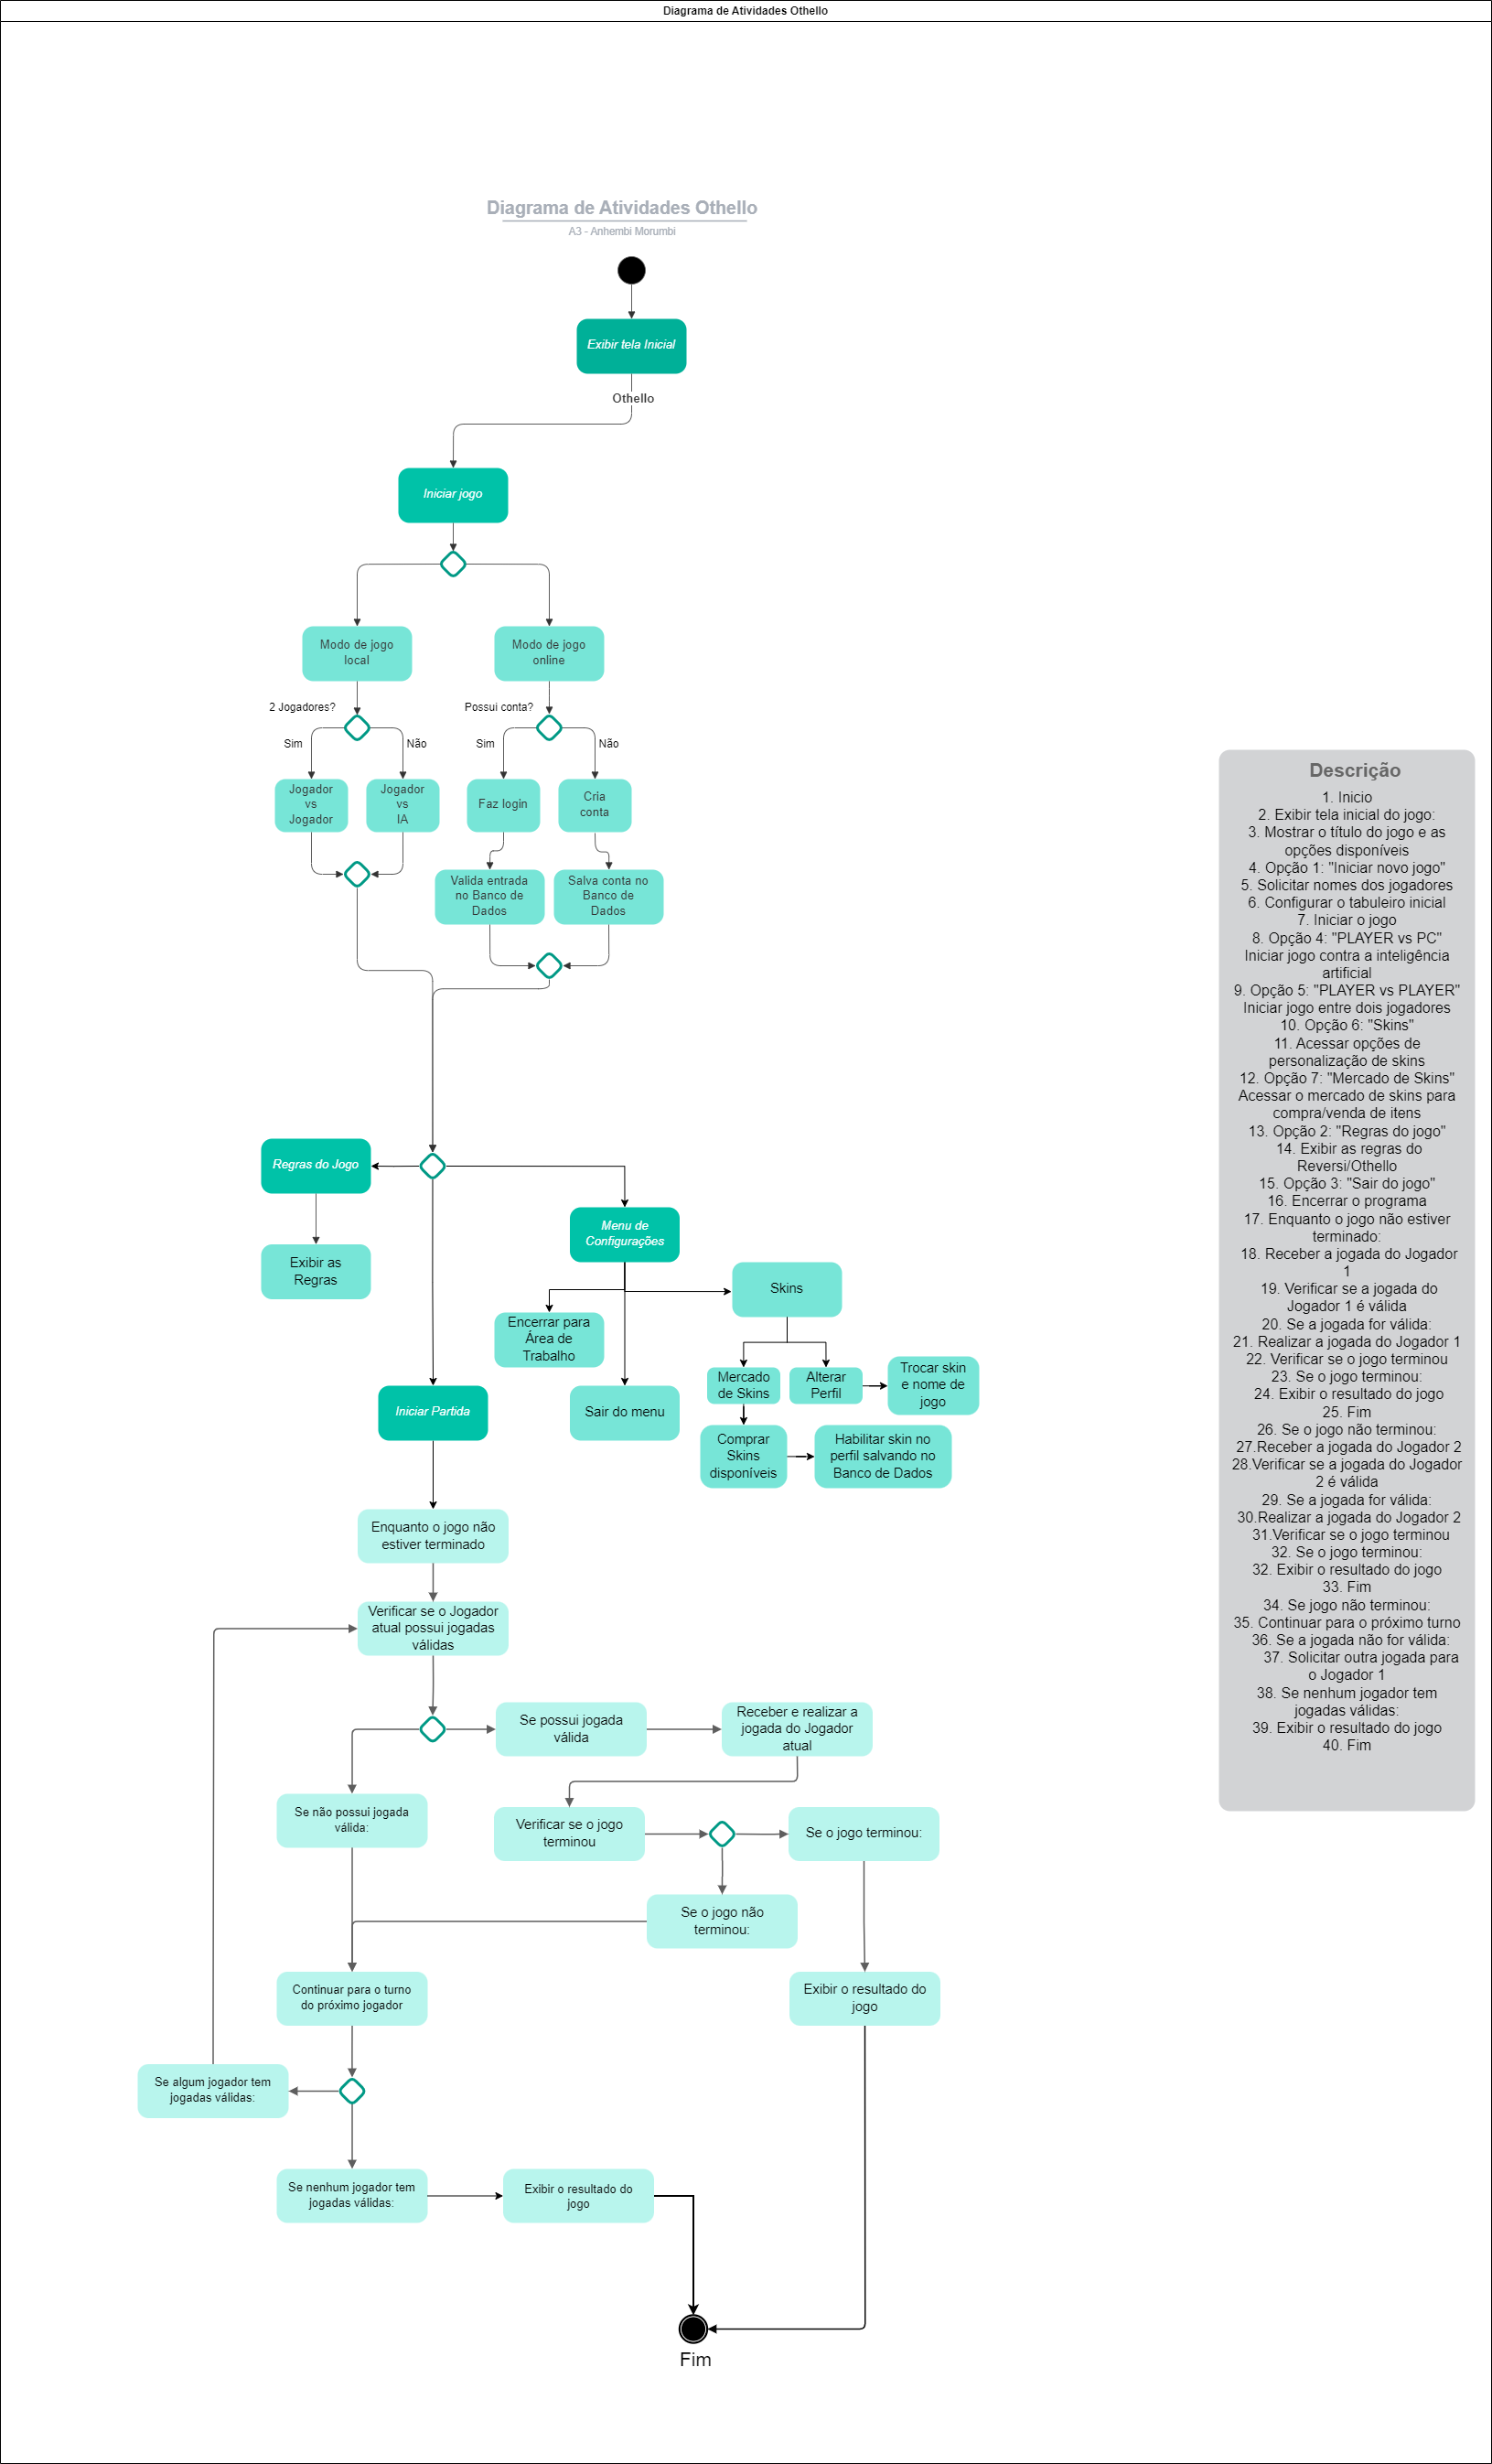 Diagrama de Atividades Othello
Diagrama de Atividades Othello
A3 - Anhembi Morumbi
Exibir tela Inicial
Othello
Iniciar jogo
Modo de jogo
local
Modo de jogo
online
2 Jogadores?
Possui conta?
Sim
Não
Sim
Não
Jogador
vs
Jogador
Jogador
vs
IA
Faz login
Cria
conta
Valida entrada
no Banco de
Dados
Salva conta no
Banco de
Dados
Regras do Jogo
Exibir as
Regras
Menu de
Configurações
Encerrar para
Área de
Trabalho
Skins
Sair do menu
Mercado
de Skins
Alterar
Perfil
Trocar skin
e nome de
jogo
Comprar
Skins
disponíveis
Habilitar skin no
perfil salvando no
Banco de Dados
Iniciar Partida
Enquanto o jogo não
estiver terminado
Verificar se o Jogador
atual possui jogadas
válidas
Se possui jogada
válida
Receber e realizar a
jogada do Jogador
atual
Se não possui jogada
válida:
Verificar se o jogo
terminou
Se o jogo terminou:
Se o jogo não
terminou:
Continuar para o turno
do próximo jogador
Exibir o resultado do
jogo
Se algum jogador tem
jogadas válidas:
Se nenhum jogador tem
jogadas válidas:
Exibir o resultado do
jogo
Fim
Descrição
1. Inicio
2. Exibir tela inicial do jogo:
3. Mostrar o título do jogo e as
opções disponíveis
4. Opção 1: "Iniciar novo jogo"
5. Solicitar nomes dos jogadores
6. Configurar o tabuleiro inicial
7. Iniciar o jogo
8. Opção 4: "PLAYER vs PC"
Iniciar jogo contra a inteligência
artificial
9. Opção 5: "PLAYER vs PLAYER"
Iniciar jogo entre dois jogadores
10. Opção 6: "Skins"
11. Acessar opções de
personalização de skins
12. Opção 7: "Mercado de Skins"
Acessar o mercado de skins para
compra/venda de itens
13. Opção 2: "Regras do jogo"
14. Exibir as regras do
Reversi/Othello
15. Opção 3: "Sair do jogo"
16. Encerrar o programa
17. Enquanto o jogo não estiver
terminado:
18. Receber a jogada do Jogador
1
19. Verificar se a jogada do
Jogador 1 é válida
20. Se a jogada for válida:
21. Realizar a jogada do Jogador 1
22. Verificar se o jogo terminou
23. Se o jogo terminou:
24. Exibir o resultado do jogo
25. Fim
26. Se o jogo não terminou:
27.Receber a jogada do Jogador 2
28.Verificar se a jogada do Jogador
2 é válida
29. Se a jogada for válida:
30.Realizar a jogada do Jogador 2
31.Verificar se o jogo terminou
32. Se o jogo terminou:
32. Exibir o resultado do jogo
33. Fim
34. Se jogo não terminou:
35. Continuar para o próximo turno
36. Se a jogada não for válida:
37. Solicitar outra jogada para
o Jogador 1
38. Se nenhum jogador tem
jogadas válidas:
39. Exibir o resultado do jogo
40. Fim